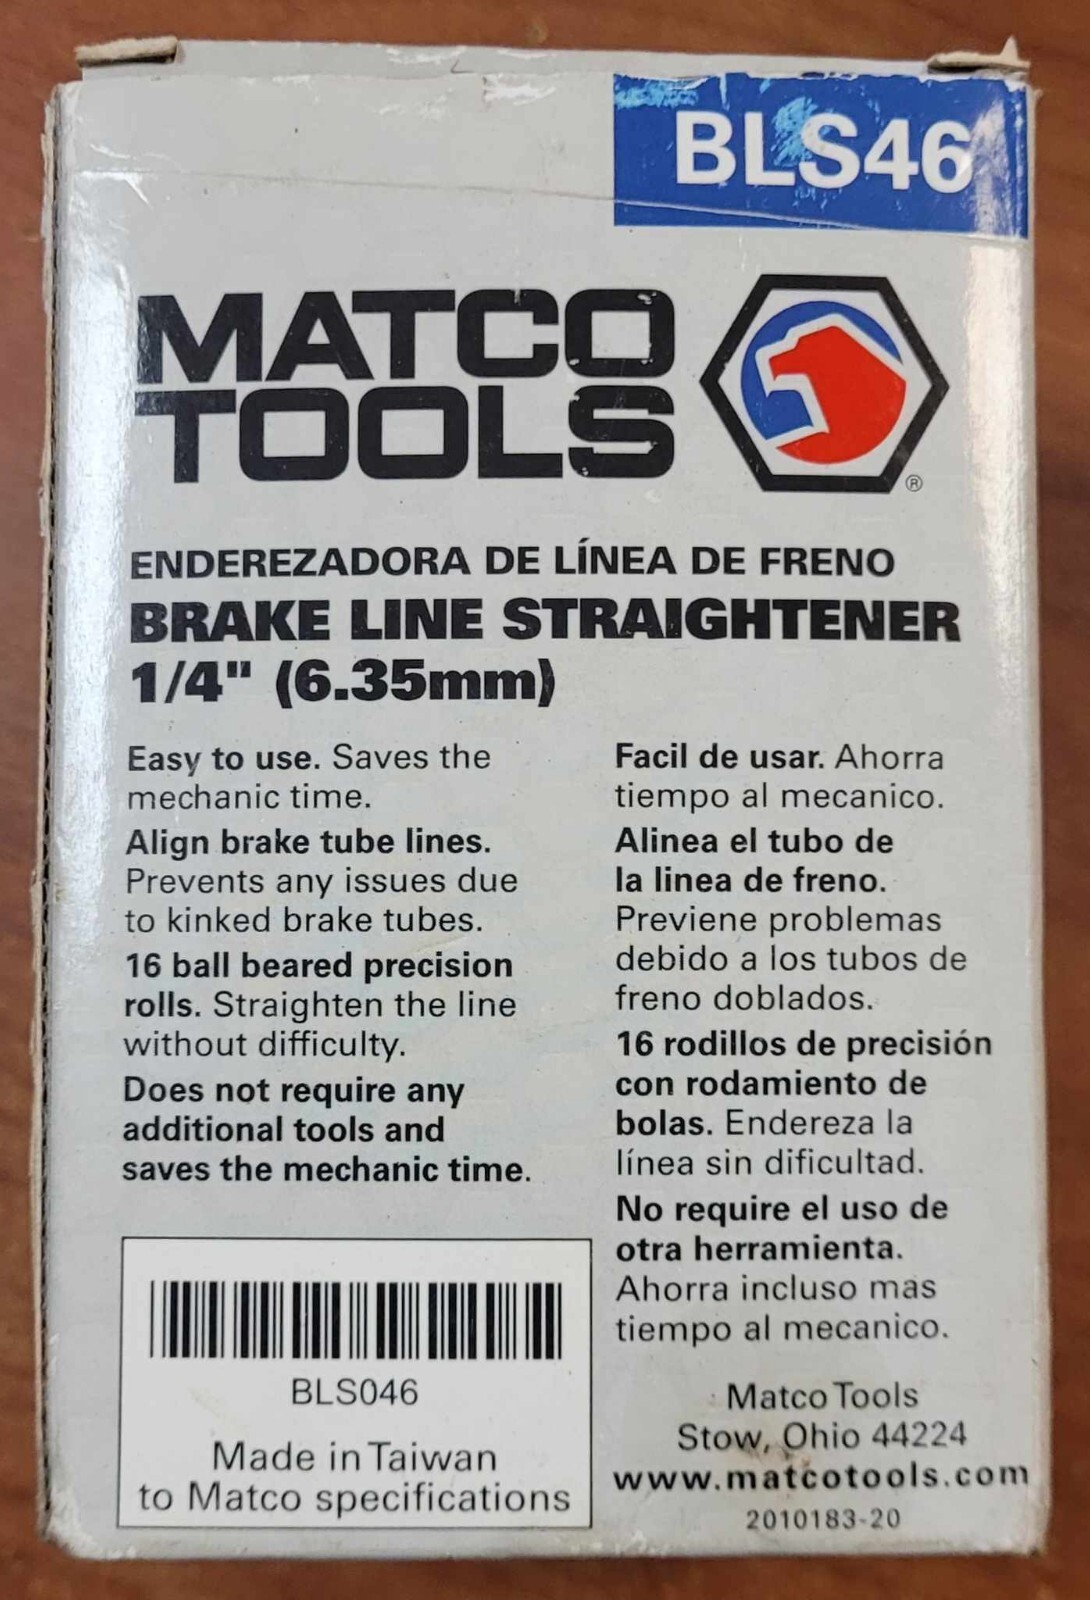 BLS46
MATCO
TOOLS
®
ENDEREZADORA DE LÍNEA DE FRENO
BRAKE LINE STRAIGHTENER
1/4" (6.35mm)
Easy to use. Saves the
mechanic time.
Align brake tube lines.
Prevents any issues due
to kinked brake tubes.
16 ball beared precision
rolls. Straighten the line
without difficulty.
Does not require any
additional tools and
saves the mechanic time.
Facil de usar. Ahorra
tiempo al mecanico.
Alinea el tubo de
la linea de freno.
Previene problemas
debido a los tubos de
freno doblados.
16 rodillos de precisión
con rodamiento de
bolas. Endereza la
línea sin dificultad.
No require el uso de
otra herramienta.
Ahorra incluso mas
tiempo al mecanico.
BLS046
Made in Taiwan
to Matco specifications
Matco Tools
Stow, Ohio 44224
www.matcotools.com
2010183-20